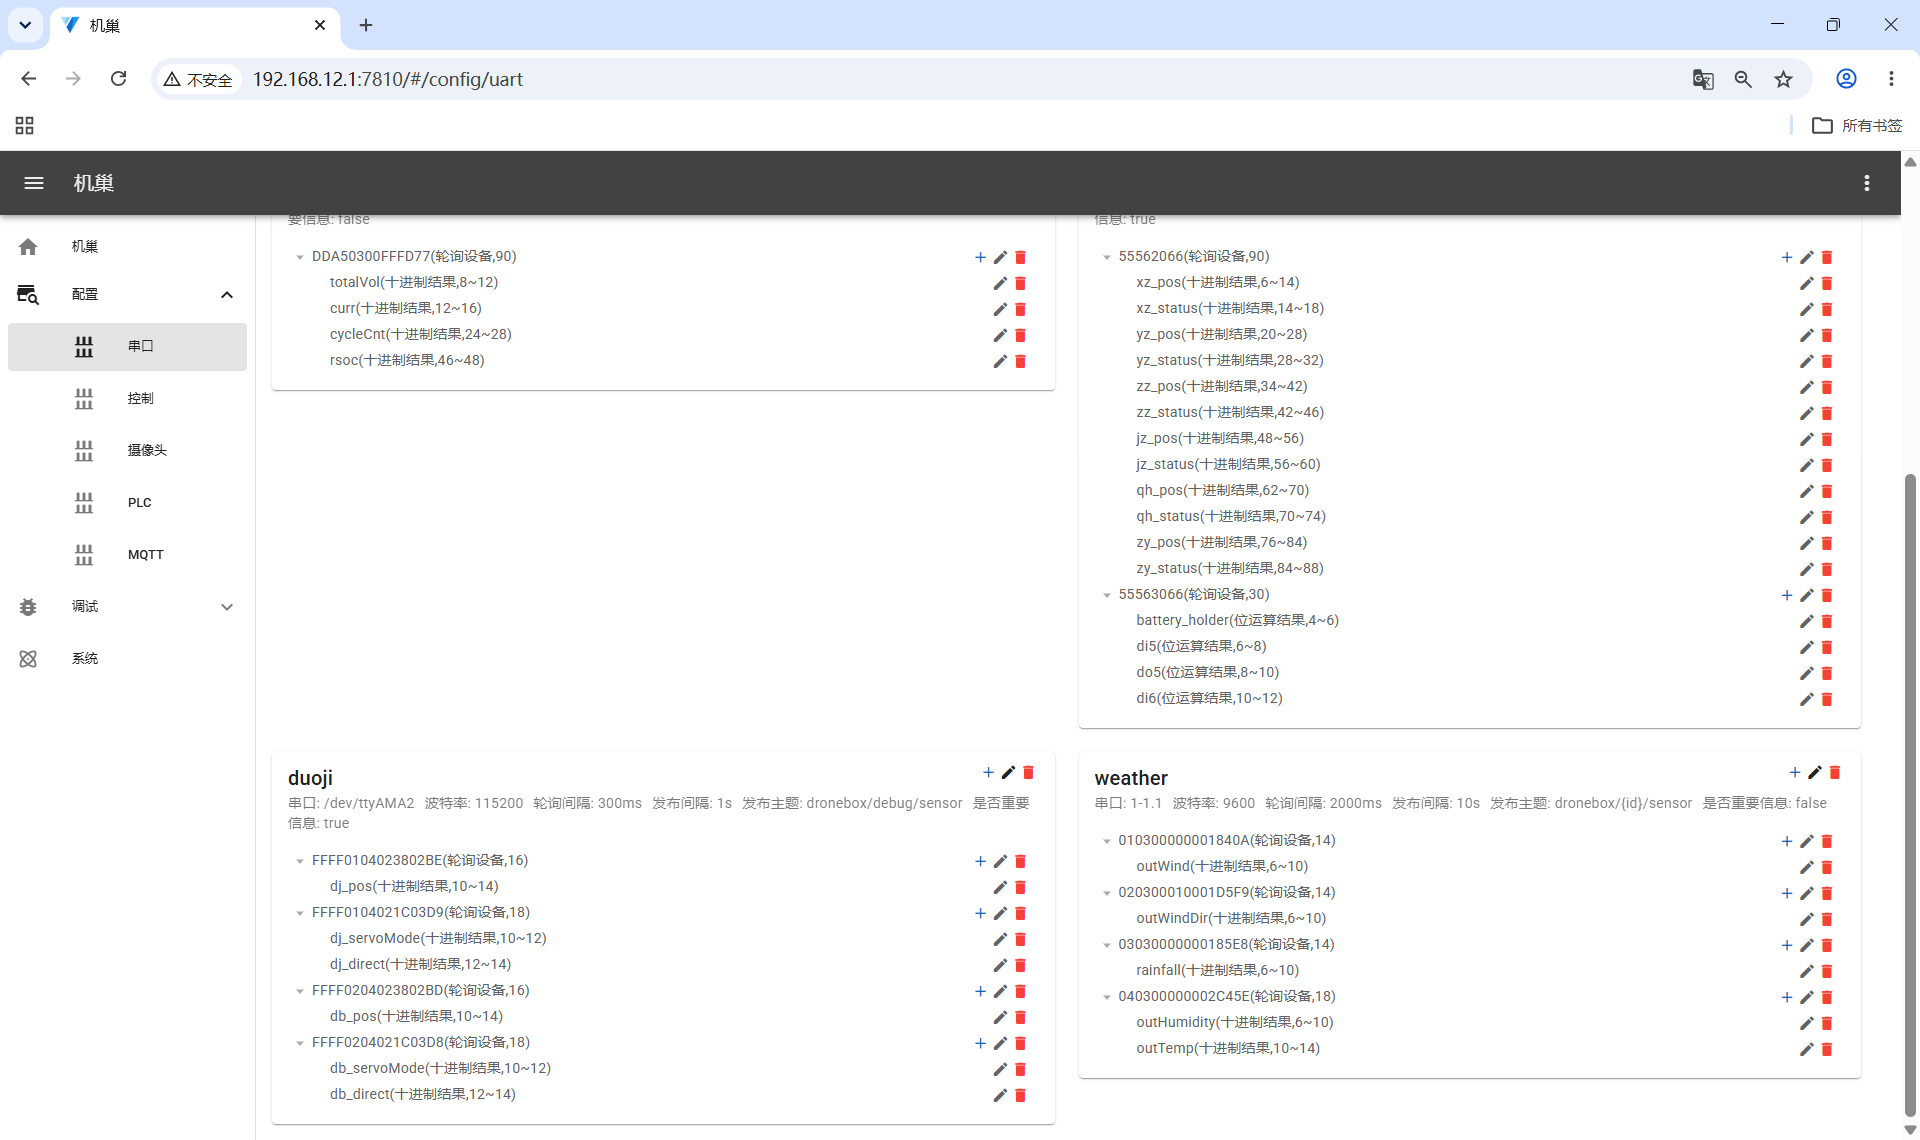 机巢
不安全
192.168.12.1:7810/#/config/uart
所有书签
机巢
机巢
配置
串口
控制
摄像头
PLC
MQTT
调试
系统
要信息: false
DDA50300FFFD77(轮询设备,90)
totalVol(十进制结果,8~12)
curr(十进制结果,12~16)
cycleCnt(十进制结果,24~28)
rsoc(十进制结果,46~48)
信息: true
55562066(轮询设备,90)
xz_pos(十进制结果,6~14)
xz_status(十进制结果,14~18)
yz_pos(十进制结果,20~28)
yz_status(十进制结果,28~32)
zz_pos(十进制结果,34~42)
zz_status(十进制结果,42~46)
jz_pos(十进制结果,48~56)
jz_status(十进制结果,56~60)
qh_pos(十进制结果,62~70)
qh_status(十进制结果,70~74)
zy_pos(十进制结果,76~84)
zy_status(十进制结果,84~88)
55563066(轮询设备,30)
battery_holder(位运算结果,4~6)
di5(位运算结果,6~8)
do5(位运算结果,8~10)
di6(位运算结果,10~12)
duoji
串口: /dev/ttyAMA2 波特率: 115200 轮询间隔: 300ms 发布间隔: 1s 发布主题: dronebox/debug/sensor 是否重要
信息: true
FFFF0104023802BE(轮询设备,16)
dj_pos(十进制结果,10~14)
FFFF0104021C03D9(轮询设备,18)
dj_servoMode(十进制结果,10~12)
dj_direct(十进制结果,12~14)
FFFF0204023802BD(轮询设备,16)
db_pos(十进制结果,10~14)
FFFF0204021C03D8(轮询设备,18)
db_servoMode(十进制结果,10~12)
db_direct(十进制结果,12~14)
weather
串口: 1-1.1 波特率: 9600 轮询间隔: 2000ms 发布间隔: 10s 发布主题: dronebox/{id}/sensor 是否重要信息: false
010300000001840A(轮询设备,14)
outWind(十进制结果,6~10)
020300010001D5F9(轮询设备,14)
outWindDir(十进制结果,6~10)
03030000000185E8(轮询设备,14)
rainfall(十进制结果,6~10)
040300000002C45E(轮询设备,18)
outHumidity(十进制结果,6~10)
outTemp(十进制结果,10~14)